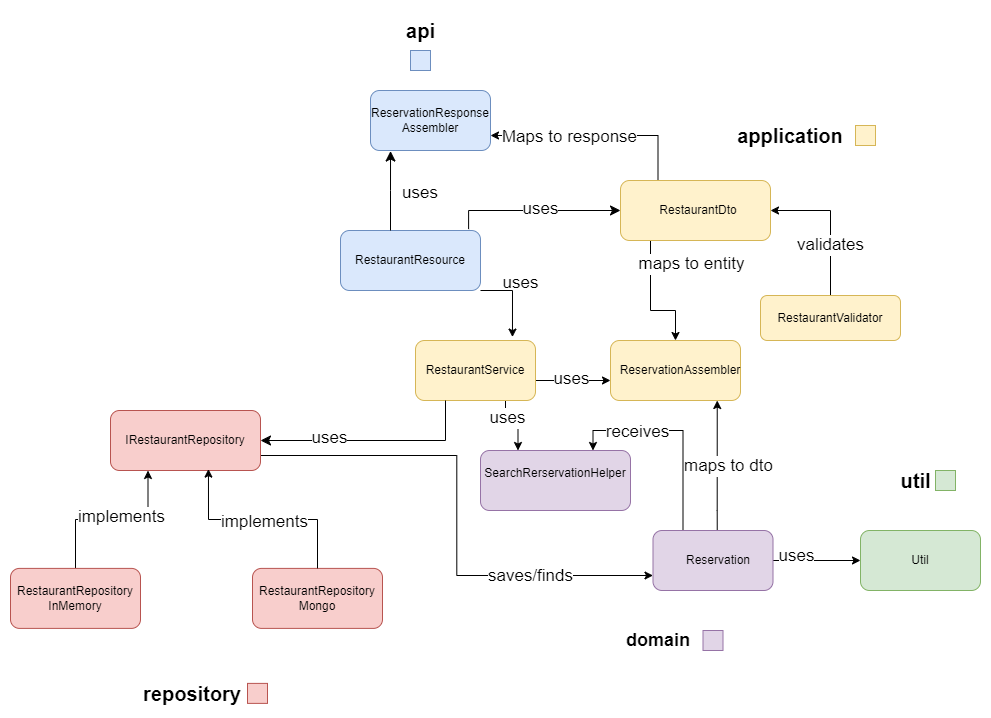 api
ReservationResponse
Assembler
Maps to response
application
uses
uses
RestaurantDto
validates
RestaurantResource
maps to entity
uses
RestaurantValidator
RestaurantService
uses
ReservationAssembler
uses
receives
IRestaurantRepository
uses
SearchRerservationHelper
maps to dto
util
implements
implements
saves/finds
Reservation
uses
Util
RestaurantRepository
InMemory
RestaurantRepository
Mongo
domain
repository